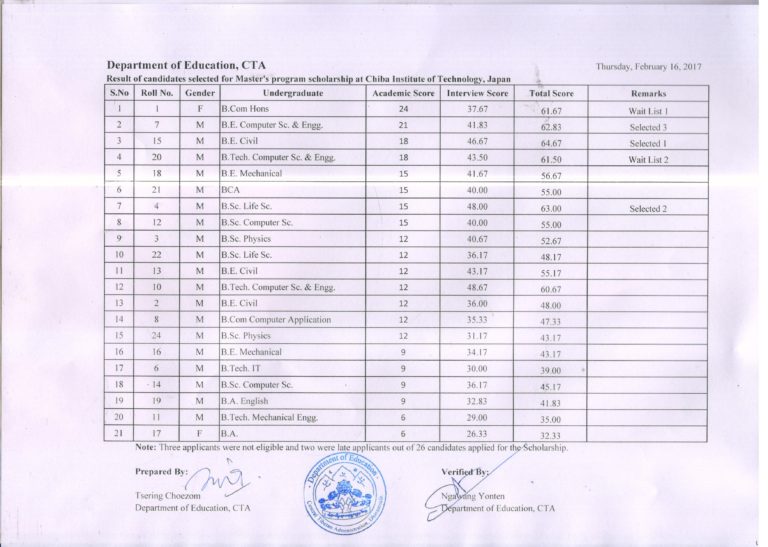 Department of Education, CTA
Thursday, February 16, 2017
Result of candidates selected for Master's program scholarship at Chiba Institute of Technology, Japan
S.No Roll No. Gender Undergraduate Academic Score Interview Score Total Score Remarks
1 1 F B.Com Hons 24 37.67 61.67 Wait List 1
2 7 M B.E. Computer Sc. & Engg. 21 41.83 62.83 Selected 3
3 15 M B.E. Civil 18 46.67 64.67 Selected 1
4 20 M B.Tech. Computer Sc. & Engg. 18 43.50 61.50 Wait List 2
5 18 M B.E. Mechanical 15 41.67 56.67
6 21 M BCA 15 40.00 55.00
7 4 M B.Sc. Life Sc. 15 48.00 63.00 Selected 2
8 12 M B.Sc. Computer Sc. 15 40.00 55.00
9 3 M B.Sc. Physics 12 40.67 52.67
10 22 M B.Sc. Life Sc. 12 36.17 48.17
11 13 M B.E. Civil 12 43.17 55.17
12 10 M B.Tech. Computer Sc. & Engg. 12 48.67 60.67
13 2 M B.E. Civil 12 36.00 48.00
14 8 M B.Com Computer Application 12 35.33 47.33
15 24 M B.Sc. Physics 12 31.17 43.17
16 16 M B.E. Mechanical 9 34.17 43.17
17 6 M B.Tech. IT 9 30.00 39.00
18 14 M B.Sc. Computer Sc. 9 36.17 45.17
19 19 M B.A. English 9 32.83 41.83
20 11 M B.Tech. Mechanical Engg. 6 29.00 35.00
21 17 F B.A. 6 26.33 32.33
Note: Three applicants were not eligible and two were late applicants out of 26 candidates applied for the Scholarship.
Prepared By:
Verified By:
Tsering Choezom
Ngawang Yonten
Department of Education, CTA
Department of Education, CTA
Department of Education
Central Tibetan Administration